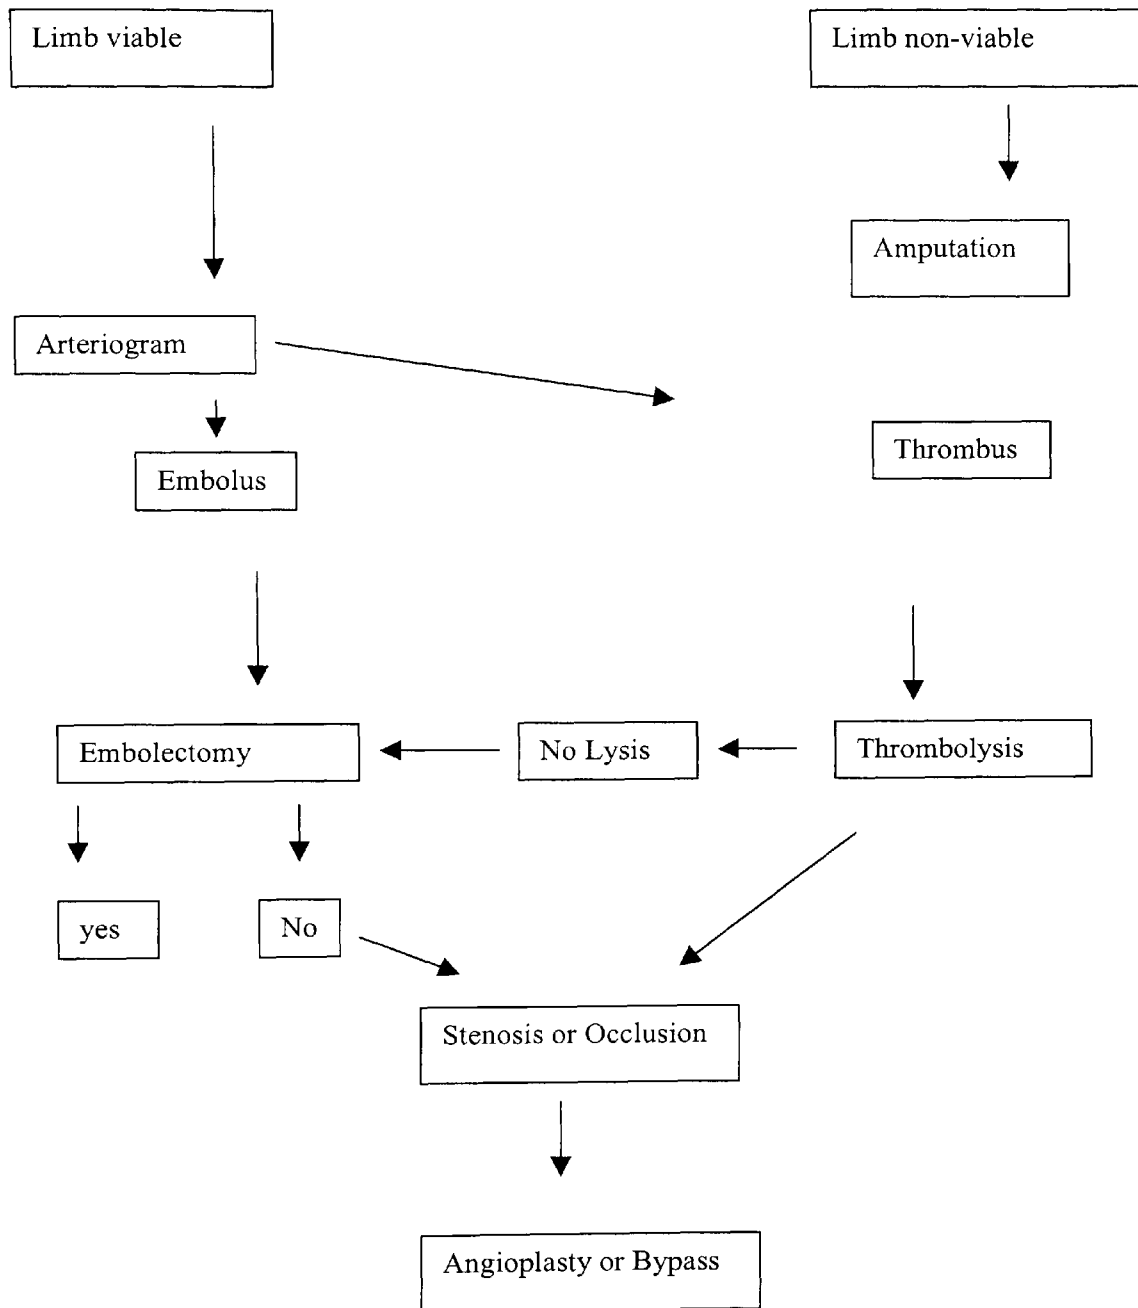 Limb viable
Limb non-viable
Amputation
Arteriogram
Thrombus
Embolus
Embolectomy
No Lysis
Thrombolysis
yes
No
Stenosis or Occlusion
Angioplasty or Bypass